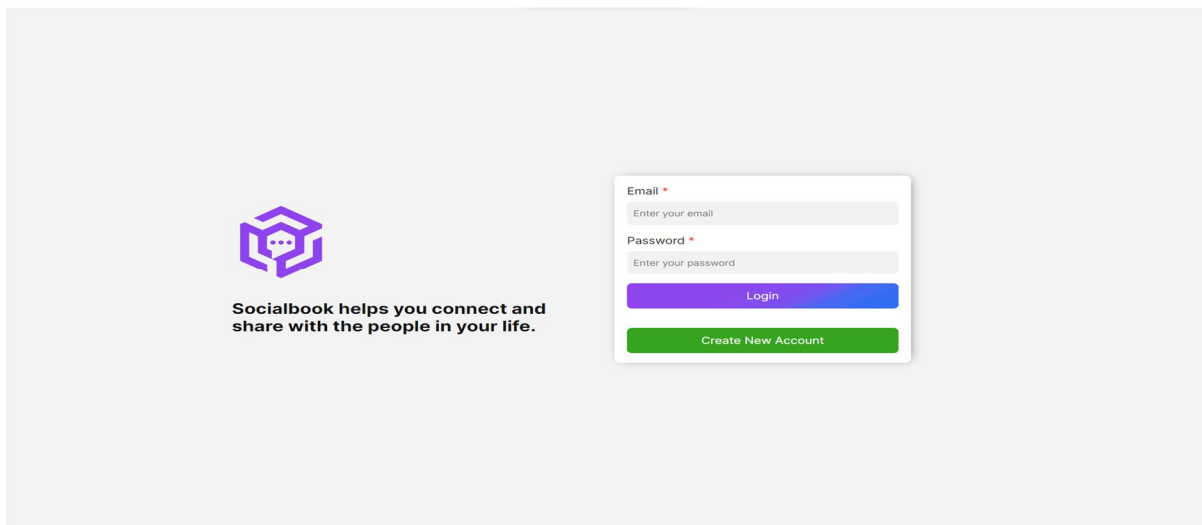 Socialbook helps you connect and
share with the people in your life.
Email *
Enter your email
Password *
Enter your password
Login
Create New Account